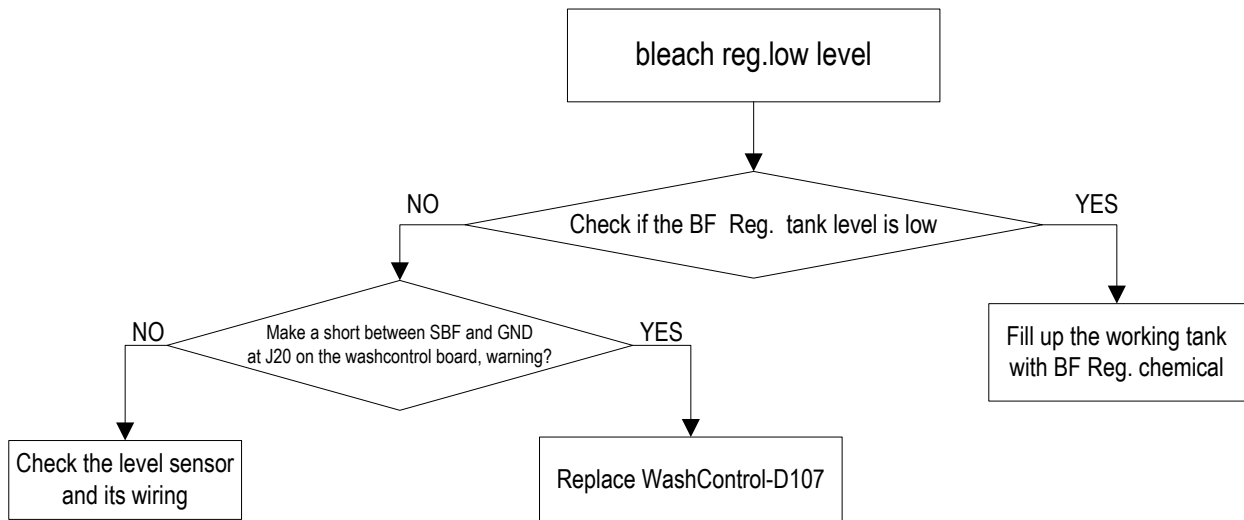 bleach reg.low level
NO
Check if the BF Reg. tank level is low
YES
NO
Make a short between SBF and GND
at J20 on the washcontrol board, warning?
YES
Fill up the working tank
with BF Reg. chemical
Check the level sensor
and its wiring
Replace WashControl-D107